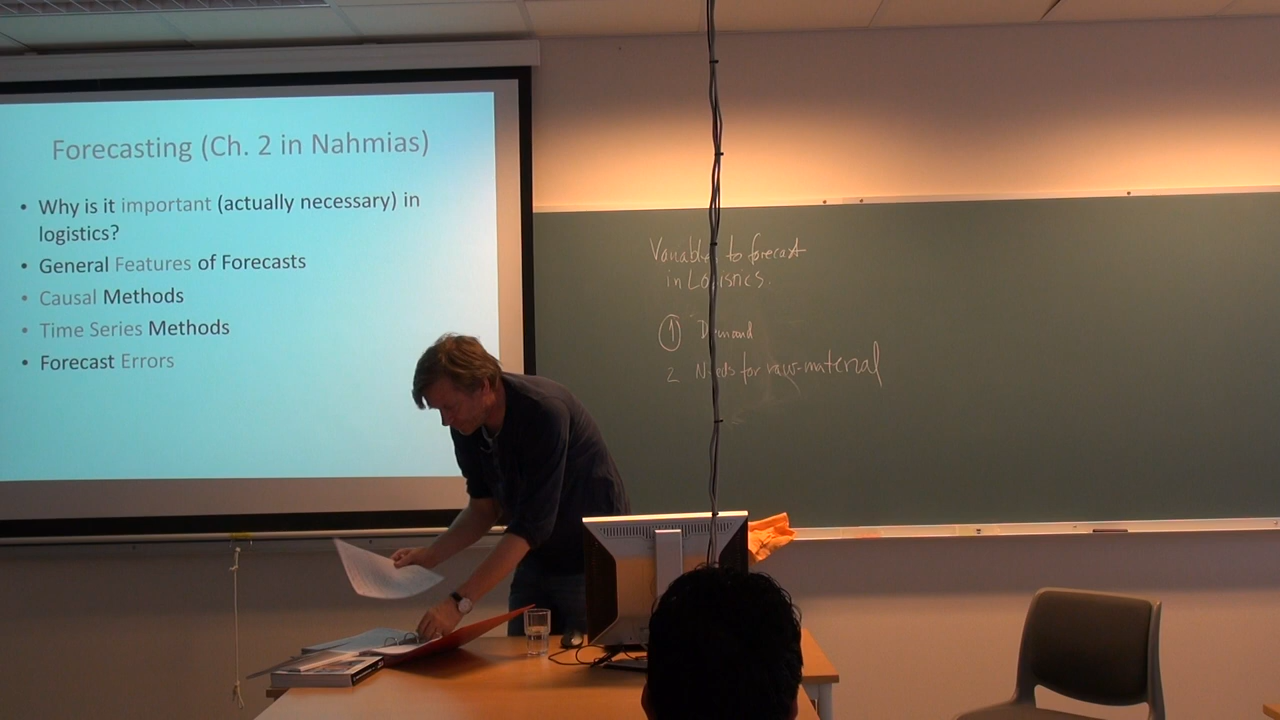 Forecasting (Ch. 2 in Nahmias)
• Why is it important (actually necessary) in
logistics?
• General Features of Forecasts
• Causal Methods
• Time Series Methods
• Forecast Errors
Variables to forecast
in Logistics.
1 Demand
2 Needs for raw-material